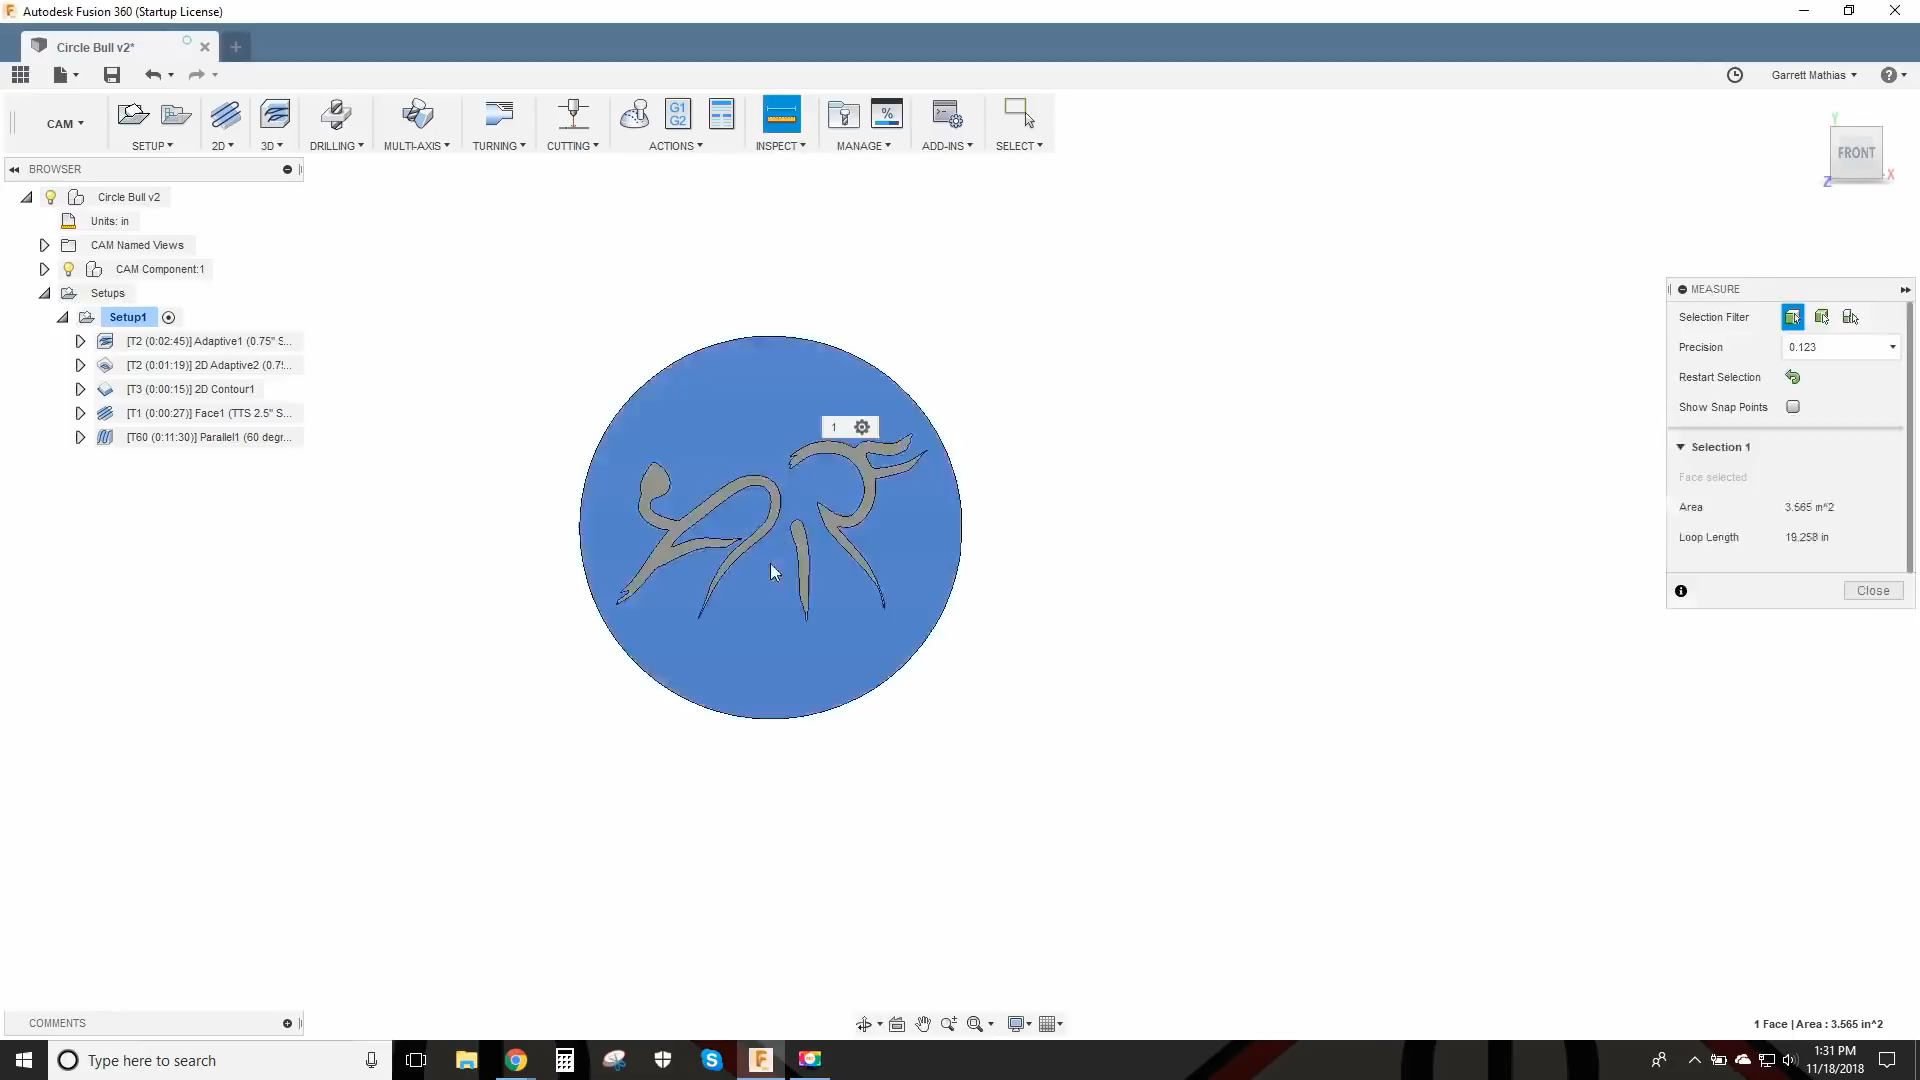 Autodesk Fusion 360 (Startup License)
Circle Bull v2*
Garrett Mathias
CAM
SETUP
2D
3D
DRILLING
MULTI-AXIS
TURNING
CUTTING
G1
G2
ACTIONS
INSPECT
%
MANAGE
ADD-INS
SELECT
Y
FRONT
X
Z
BROWSER
Circle Bull v2
Units: in
CAM Named Views
CAM Component:1
Setups
Setup1
[T2 (0:02:45)] Adaptive1 (0.75" S...
[T2 (0:01:19)] 2D Adaptive2 (0.7!...
[T3 (0:00:15)] 2D Contour1
[T1 (0:00:27)] Face1 (TTS 2.5" S...
[T60 (0:11:30)] Parallel1 (60 degr...
1
MEASURE
Selection Filter
Precision
0.123
Restart Selection
Show Snap Points
Selection 1
Face selected
Area
3.565 in^2
Loop Length
Close
COMMENTS
1 Face | Area : 3.565 in^2
Type here to search
1:31 PM
11/18/2018